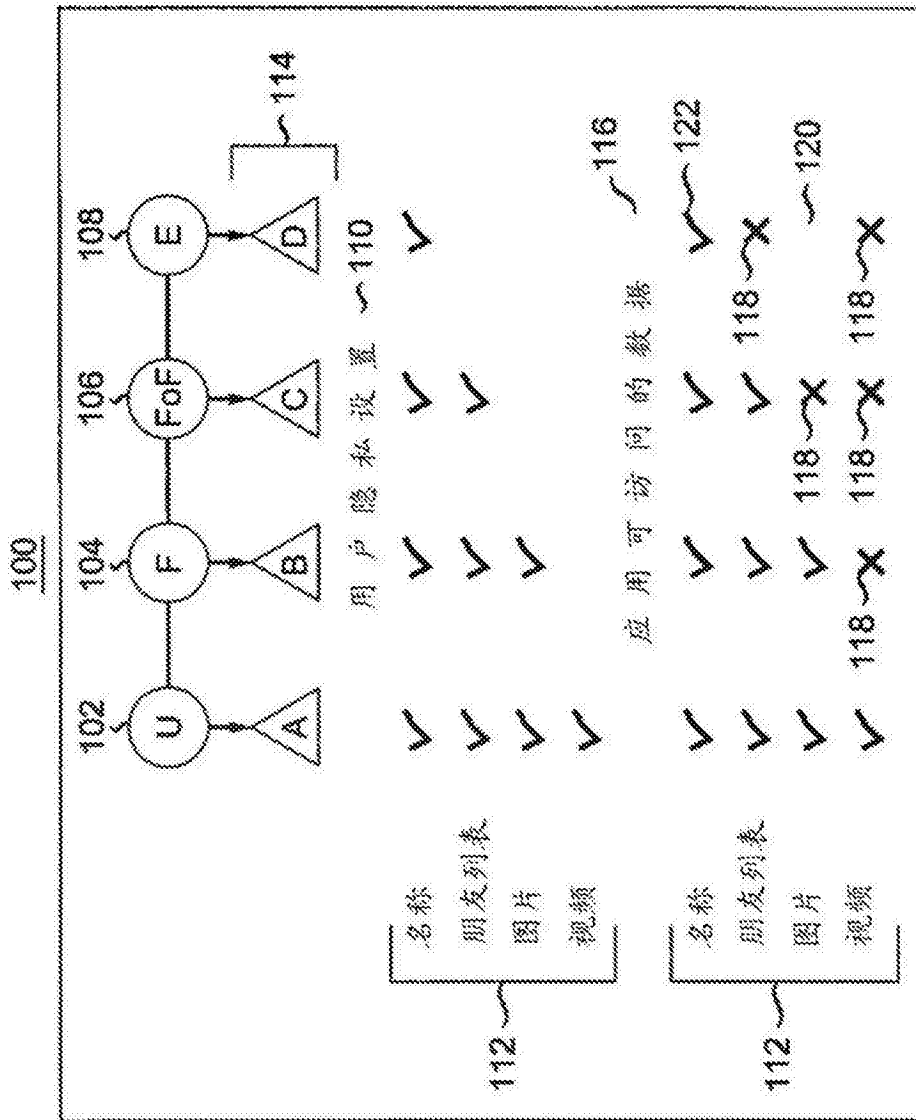 100
102 104 106 108
U F FoF E
A B C D 114
用户隐私设置 110
名称
朋友列表
图片
视频
112
应用可访问的数据 116
名称 122
朋友列表 118
图片 118 120
视频 118 118 118
112